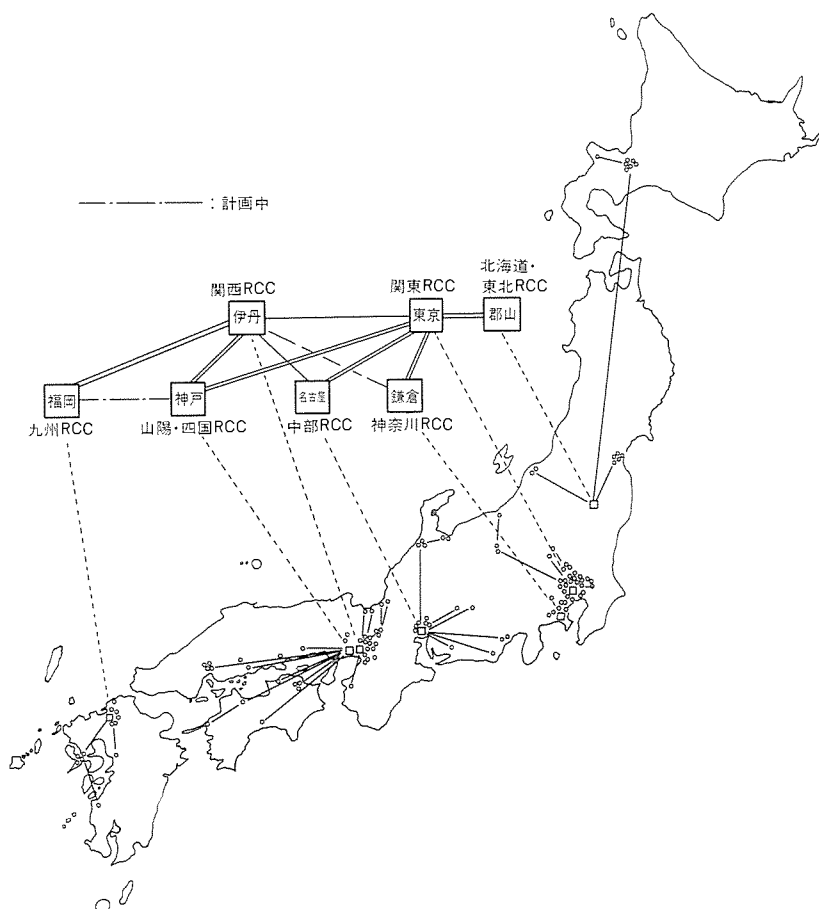 ：計画中
北海道・
東北RCC
関西RCC
関東RCC
伊丹
東京
郡山
福岡
神戸
名古屋
鎌倉
九州RCC
山陽・四国RCC
中部RCC
神奈川RCC